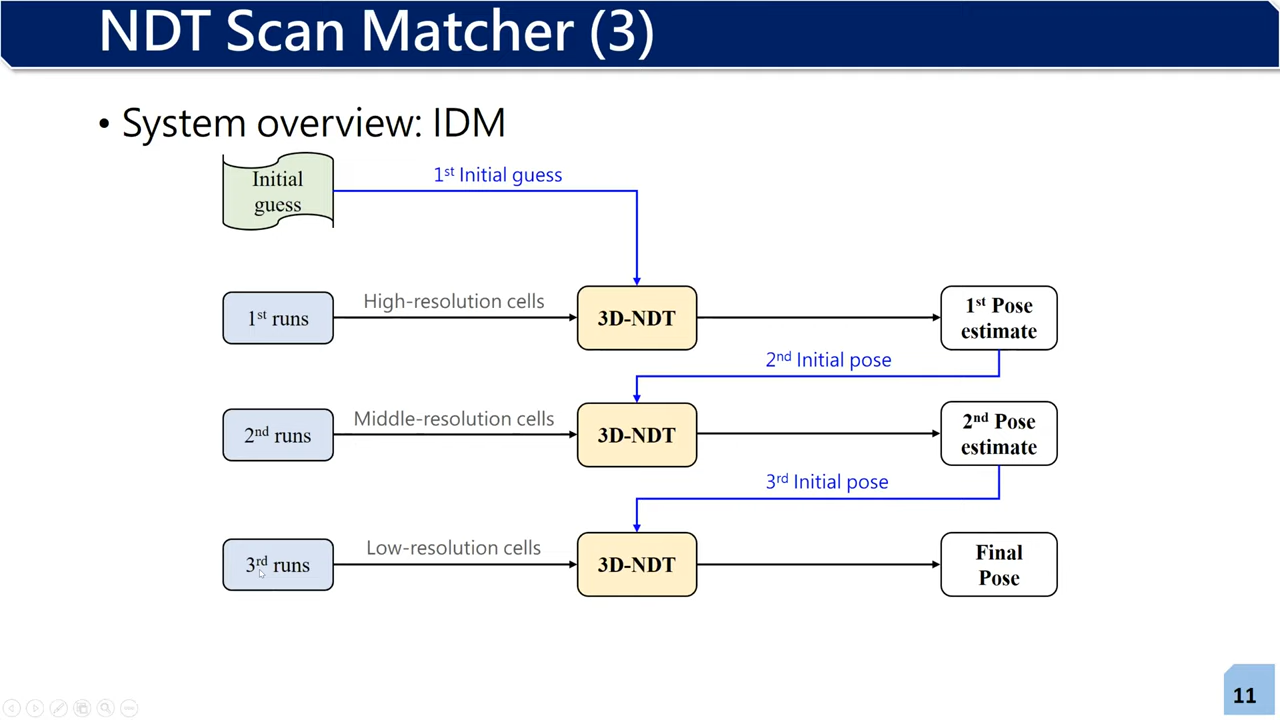 NDT Scan Matcher (3)
• System overview: IDM
Initial
guess
1st Initial guess
1st runs
High-resolution cells
3D-NDT
1st Pose
estimate
2nd Initial pose
2nd runs
Middle-resolution cells
3D-NDT
2nd Pose
estimate
3rd Initial pose
3rd runs
Low-resolution cells
3D-NDT
Final
Pose
11